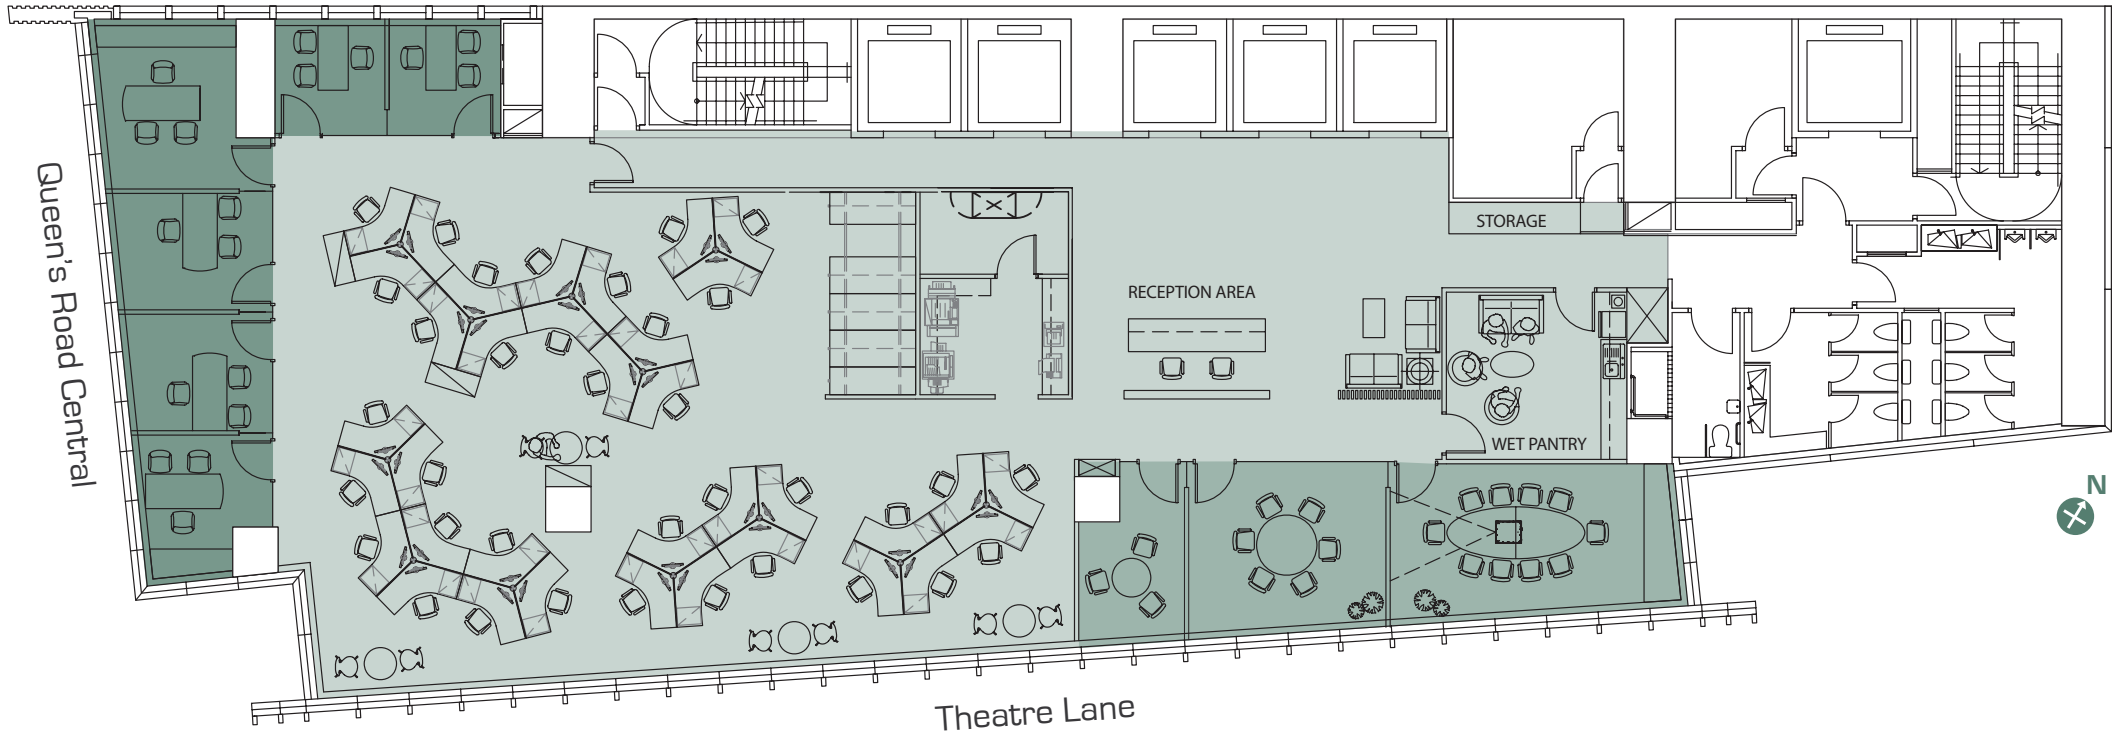 Queen's Road Central
STORAGE
RECEPTION AREA
WET PANTRY
N
Theatre Lane